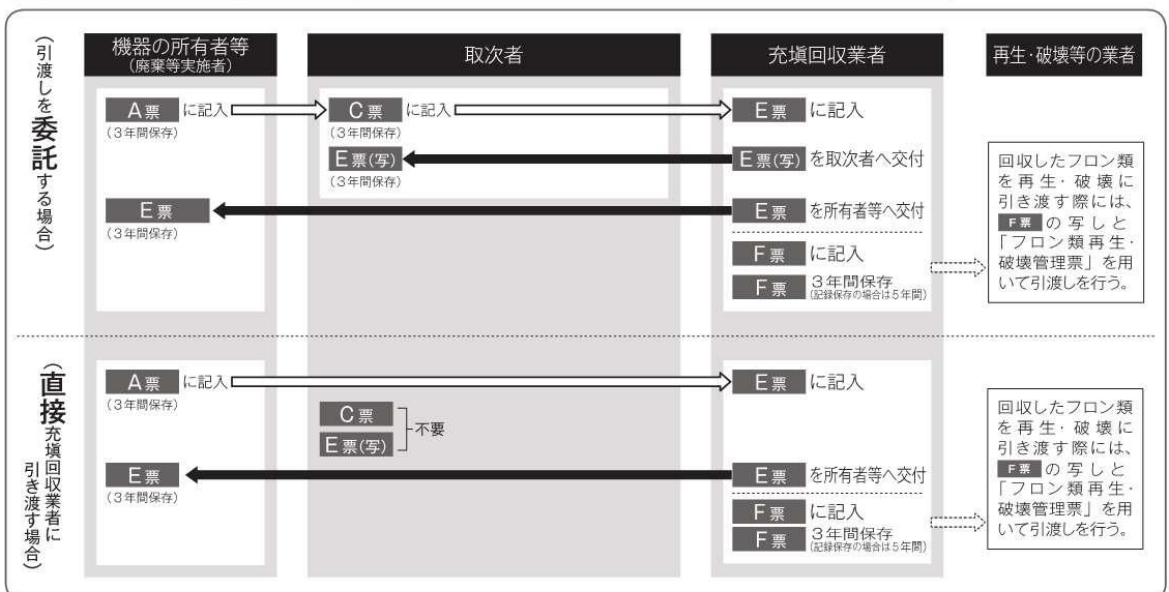 （引渡しを委託する場合）
機器の所有者等
（廃棄等実施者）
取次者
充填回収業者
再生・破壊等の業者
A票 に記入
（3年間保存）
C票 に記入
（3年間保存）
E票 に記入
E票（写）
（3年間保存）
E票（写） を取次者へ交付
E票
（3年間保存）
E票 を所有者等へ交付
F票 に記入
F票 3年間保存
（記録保存の場合は5年間）
回収したフロン類
を再生・破壊に
引き渡す際には、
F票 の写しと
「フロン類再生・
破壊管理票」を用
いて引渡しを行う。
（直接充填回収業者に
引き渡す場合）
A票 に記入
（3年間保存）
E票 に記入
C票
E票（写）
不要
E票
（3年間保存）
E票 を所有者等へ交付
F票 に記入
F票 3年間保存
（記録保存の場合は5年間）
回収したフロン類
を再生・破壊に
引き渡す際には、
F票 の写しと
「フロン類再生・
破壊管理票」を用
いて引渡しを行う。